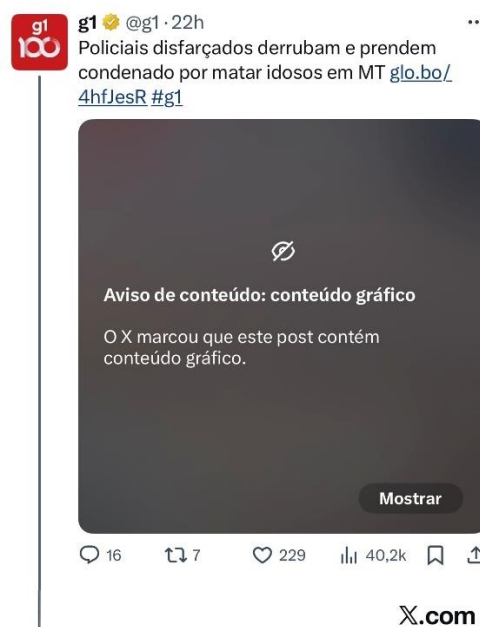 g1
100
g1 @g1 · 22h
Policiais disfarçados derrubam e prendem
condenado por matar idosos em MT glo.bo/
4hfJesR #g1
Aviso de conteúdo: conteúdo gráfico
O X marcou que este post contém
conteúdo gráfico.
Mostrar
16 7 229 40,2k
X.com